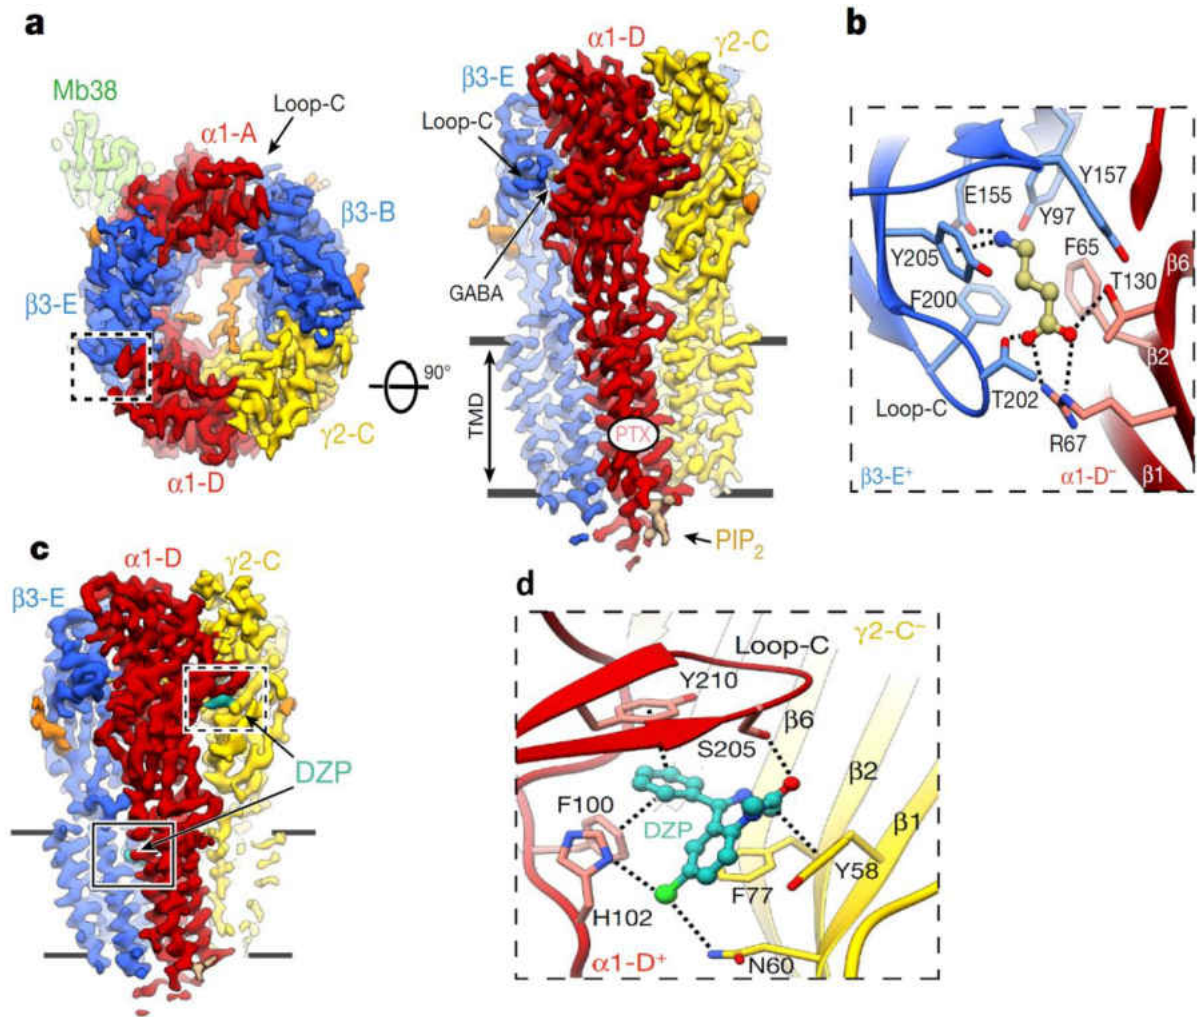 a
Mb38
α1-A
Loop-C
β3-B
β3-E
γ2-C
α1-D
90°
α1-D
γ2-C
β3-E
Loop-C
GABA
TMD
PTX
PIP₂
b
Y157
E155
Y97
Y205
F65
β6
T130
F200
β2
T202
Loop-C
R67
β1
β3-E⁺
α1-D⁻
c
α1-D
γ2-C
β3-E
DZP
d
Loop-C
γ2-C⁻
Y210
β6
S205
β2
F100
DZP
β1
Y58
F77
H102
N60
α1-D⁺